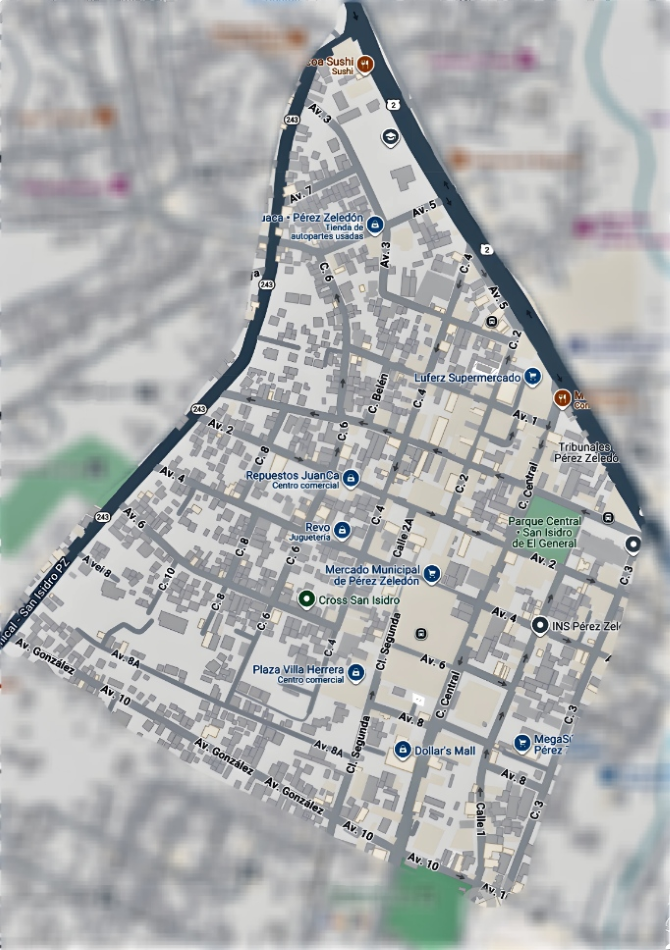 oa Sushi
Sushi
2
Av. 3
243
Av. 7
Av. 5
uaca • Pérez Zeledón
Tienda de
autopartes usadas
Av. 3
2
C. 4
C. 6
243
Av. 5
C. 2
Luferz Supermercado
C. Belén
C. 4
243
Av. 1
Av. 2
C. 6
Tribunales
Pérez Zeledó
C. 8
Repuestos JuanCa
Centro comercial
C. 2
C. Central
Av. 4
C. 4
Parque Central
- San Isidro
de El General
243
Av. 6
Revo
Juguetería
Calle 2A
C. 8
C. 6
Av. 2
Mercado Municipal
de Pérez Zeledón
C. 3
A vei 8
C. 10
C. 8
Cross San Isidro
nical - San Isidro PZ
C. 6
Av. 4
INS Pérez Zel
C. 4
Cl. Segunda
Av. González
Av. 8A
Av. 6
Plaza Villa Herrera
Centro comercial
C. Central
Av. 10
Av. 8
C. 3
Av. González
Av. 8A
Cl. Segunda
Dollar's Mall
MegaS
Pérez
Av. 8
Av. González
Calle 1
C. 3
Av. 10
Av. 10
Av. 1